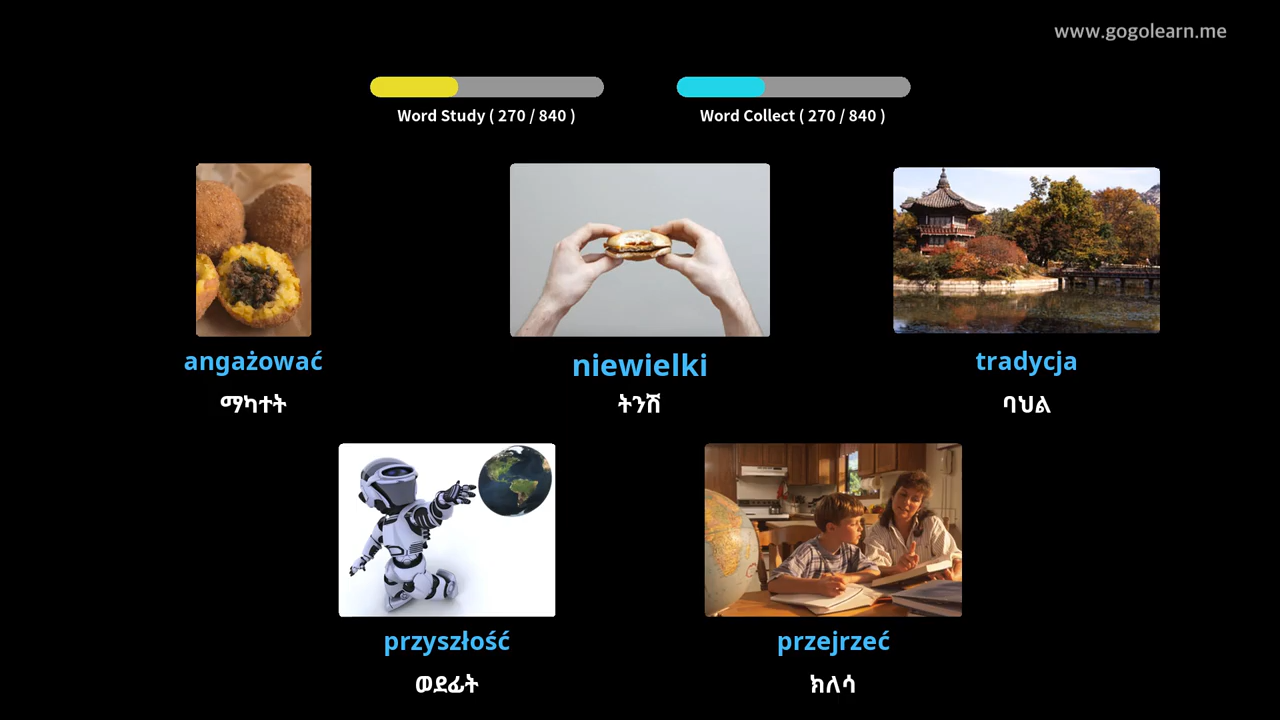 www.gogolearn.me
Word Study ( 270 / 840 )
Word Collect ( 270 / 840 )
angażować
niewielki
tradycja
ማካተት
ትንሽ
ባህል
przyszłość
przejrzeć
ወደፊት
ክለሳ